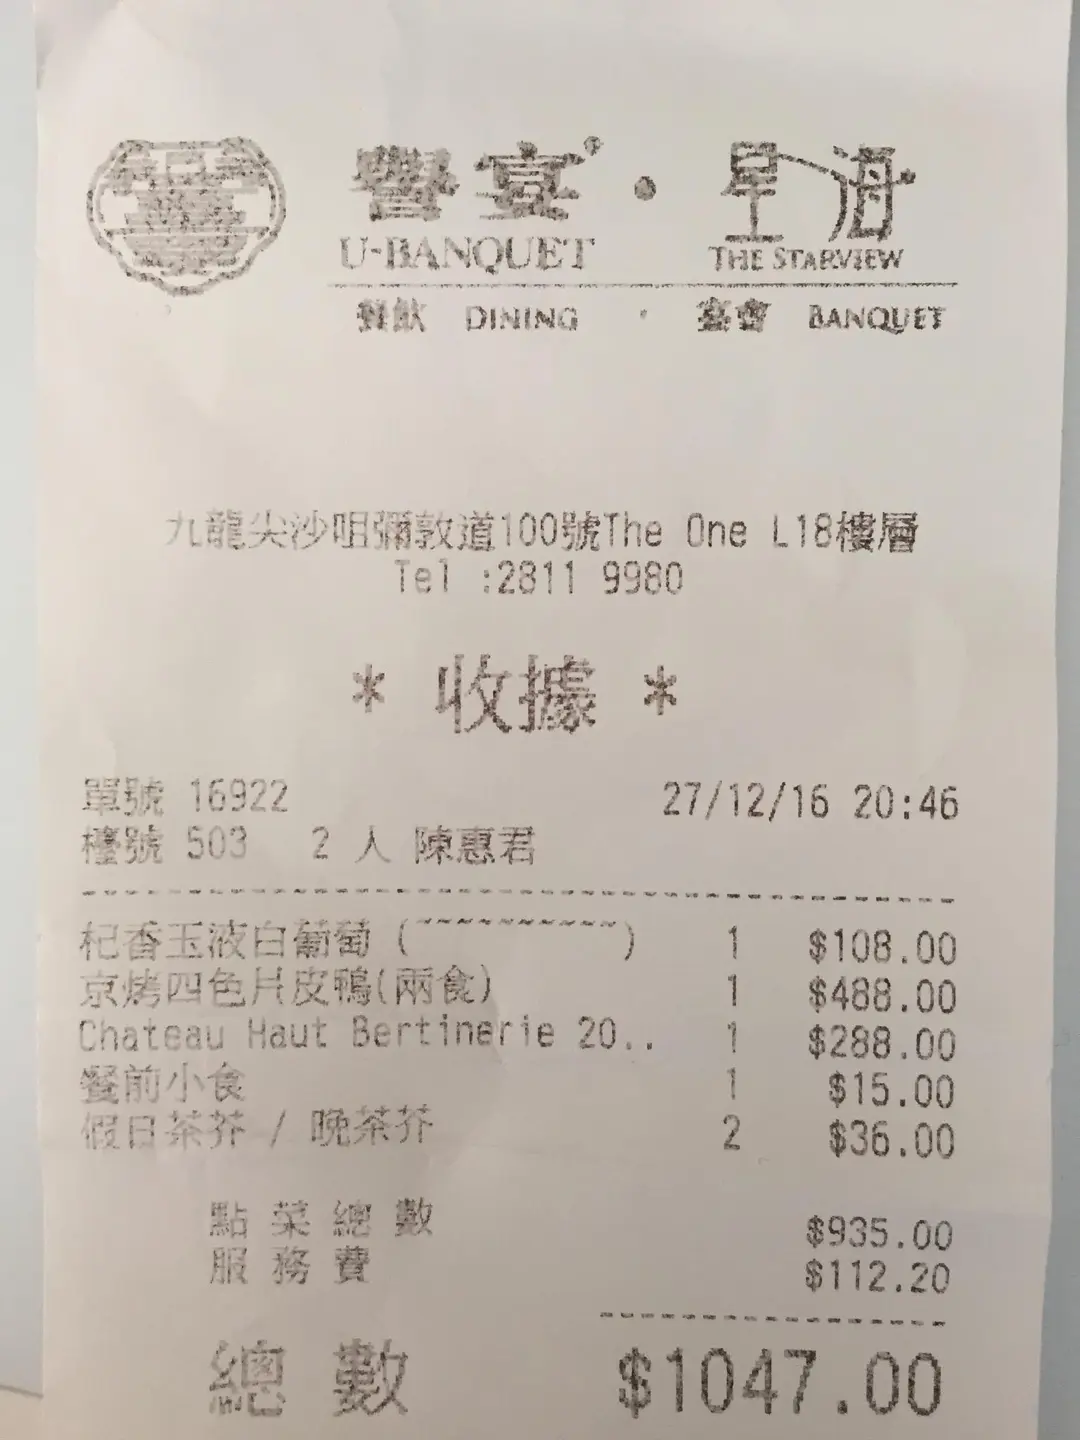 響宴® · 星海
U-BANQUET THE STARVIEW
餐飲 DINING · 宴會 BANQUET
九龍尖沙咀彌敦道100號The One L18樓層
Tel :2811 9980
* 收據 *
單號 16922 27/12/16 20:46
檯號 503 2 人 陳惠君
杞香玉液白葡萄 (~~~~~~~~~~) 1 $108.00
京烤四色片皮鴨(兩食) 1 $488.00
Chateau Haut Bertinerie 20.. 1 $288.00
餐前小食 1 $15.00
假日茶芥 / 晚茶芥 2 $36.00
點菜總數 $935.00
服務費 $112.20
總數 $1047.00